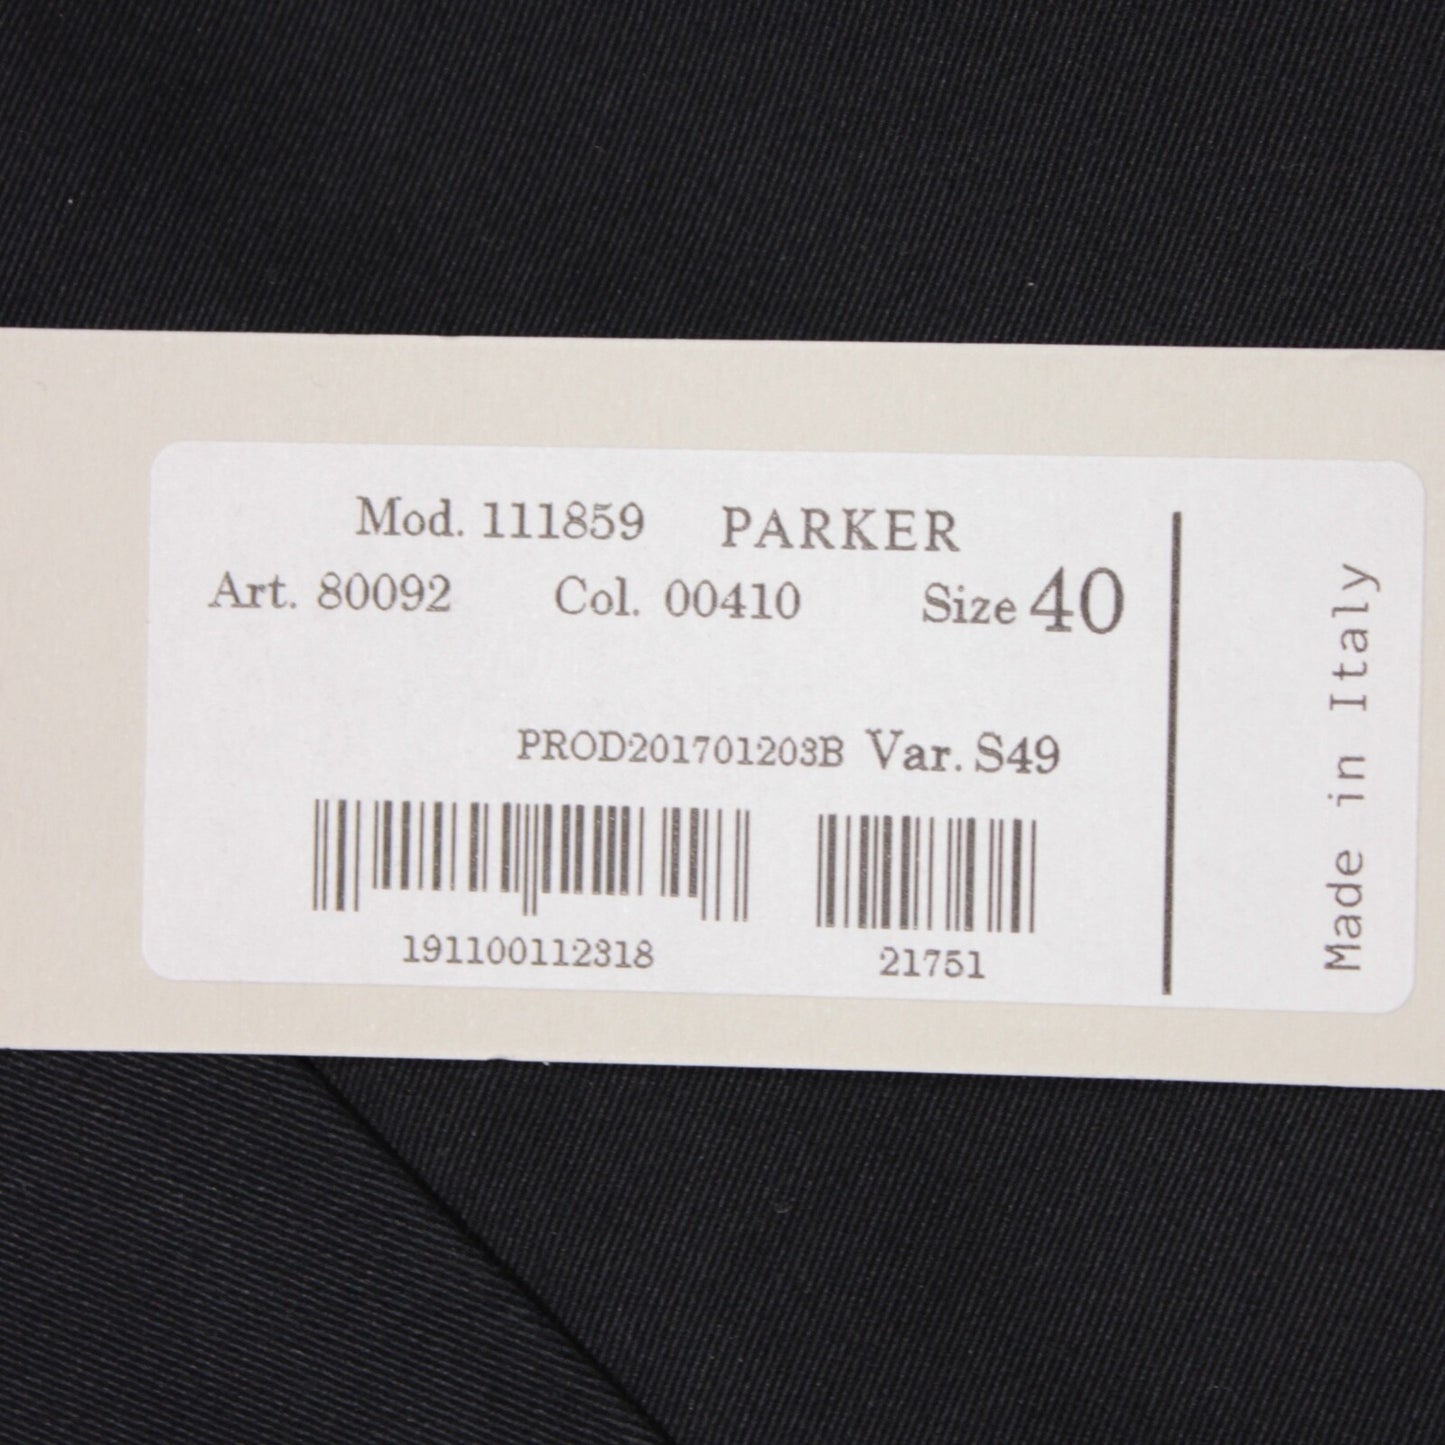 Mod. 111859 PARKER
Art. 80092 Col. 00410 Size 40
PROD201701203B Var. S49
191100112318 21751
Made in Italy